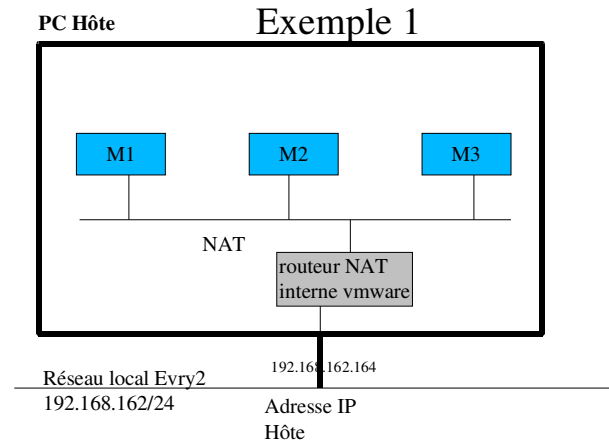 PC Hôte
Exemple 1
M1
M2
M3
NAT
routeur NAT
interne vmware
192.168.162.164
Réseau local Evry2
192.168.162/24
Adresse IP
Hôte